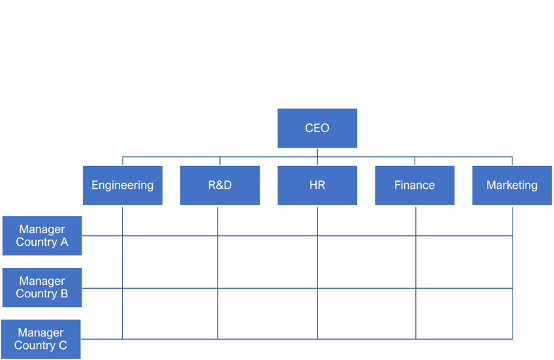 CEO
Engineering
R&D
HR
Finance
Marketing
Manager
Country A
Manager
Country B
Manager
Country C